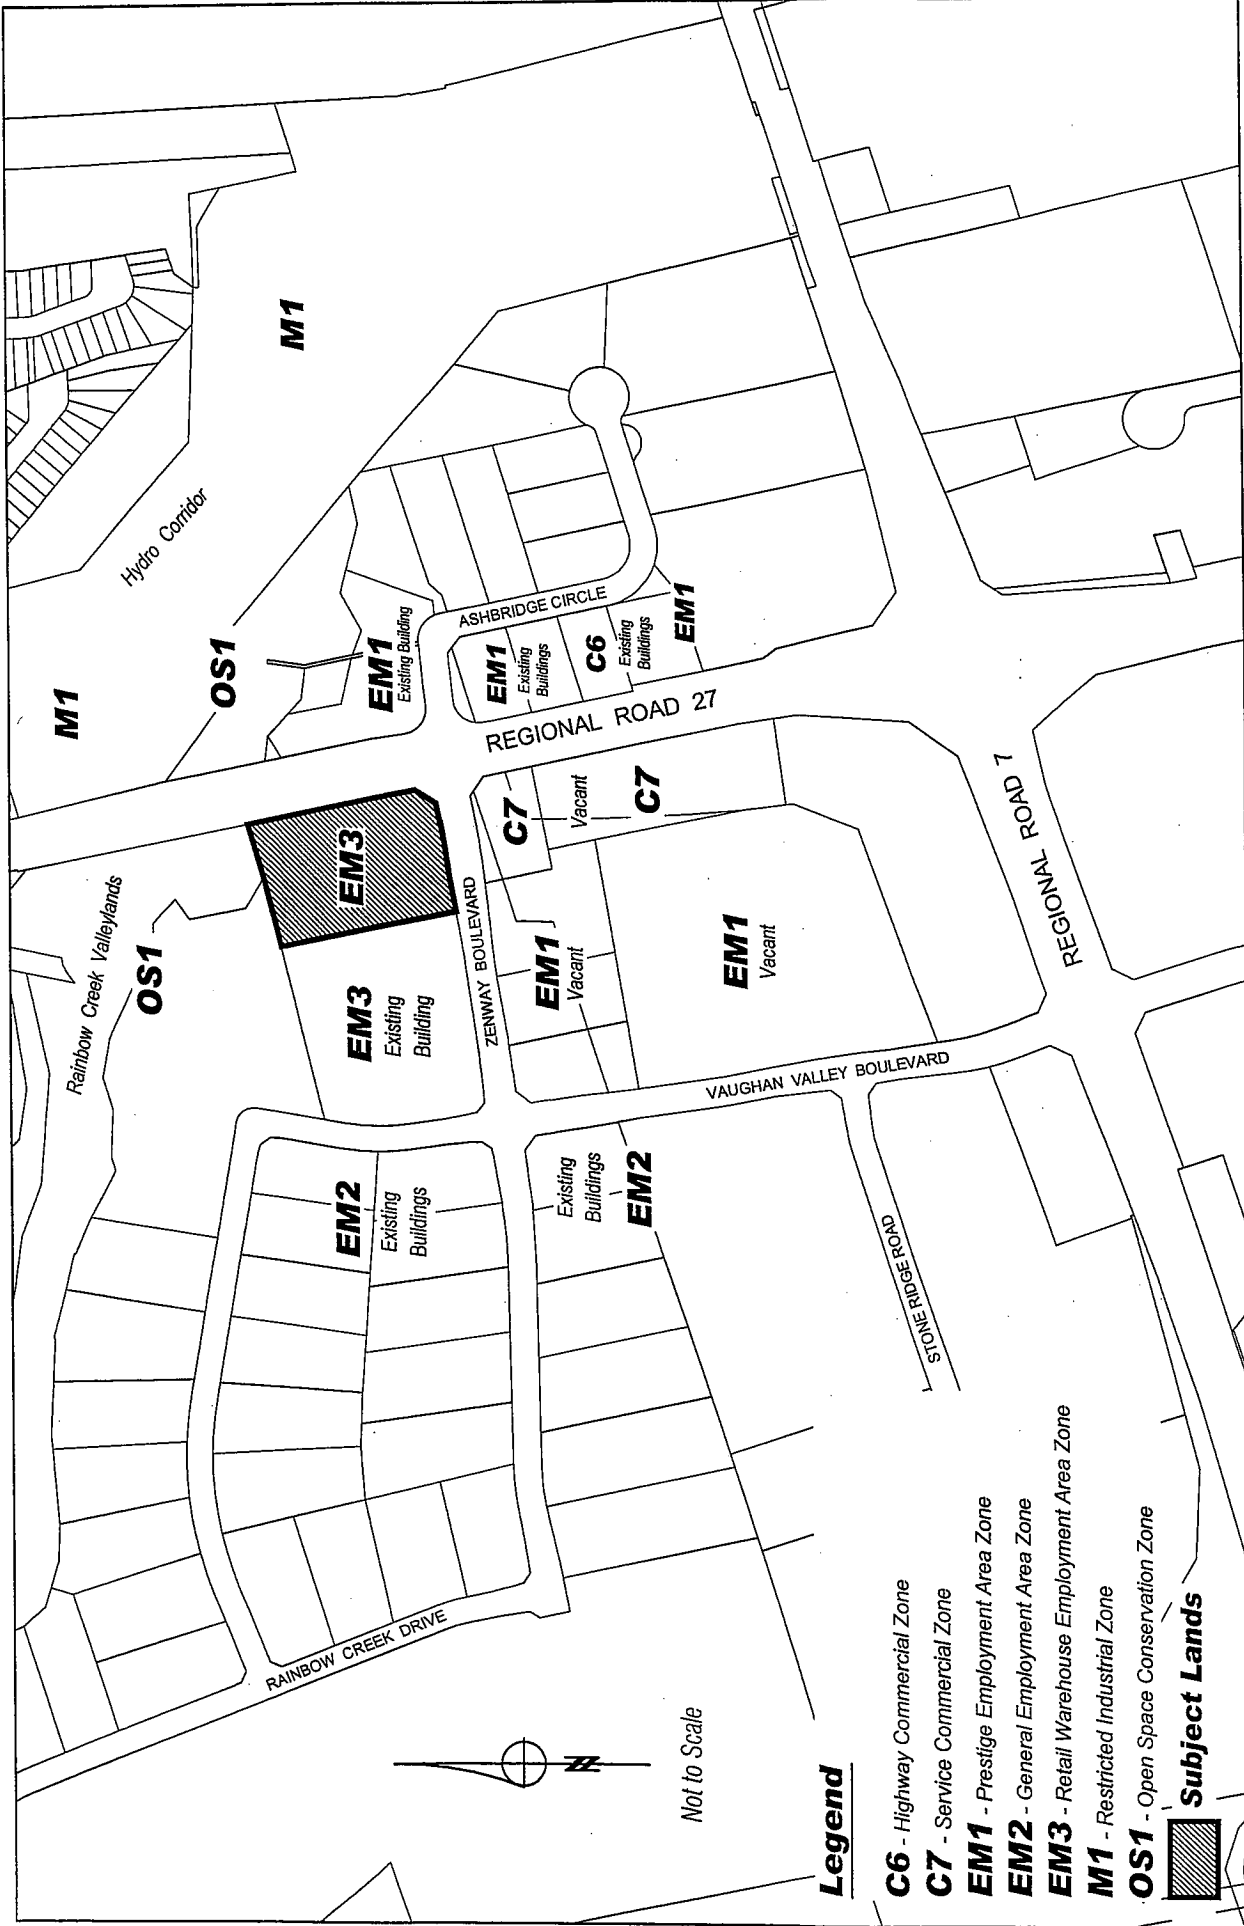 M1
Hydro Corridor
M1
OS1
EM1
Existing Building
ASHBRIDGE CIRCLE
EM1
Existing
Buildings
C6
Existing
Buildings
EM1
REGIONAL ROAD 27
EM3
C7
Vacant
C7
Rainbow Creek Valleylands
OS1
EM3
Existing
Building
ZENWAY BOULEVARD
EM1
Vacant
EM1
Vacant
REGIONAL ROAD 7
VAUGHAN VALLEY BOULEVARD
EM2
Existing
Buildings
Existing
Buildings
EM2
STONE RIDGE ROAD
RAINBOW CREEK DRIVE
N
Not to Scale
Legend
C6 - Highway Commercial Zone
C7 - Service Commercial Zone
EM1 - Prestige Employment Area Zone
EM2 - General Employment Area Zone
EM3 - Retail Warehouse Employment Area Zone
M1 - Restricted Industrial Zone
OS1 - Open Space Conservation Zone
Subject Lands